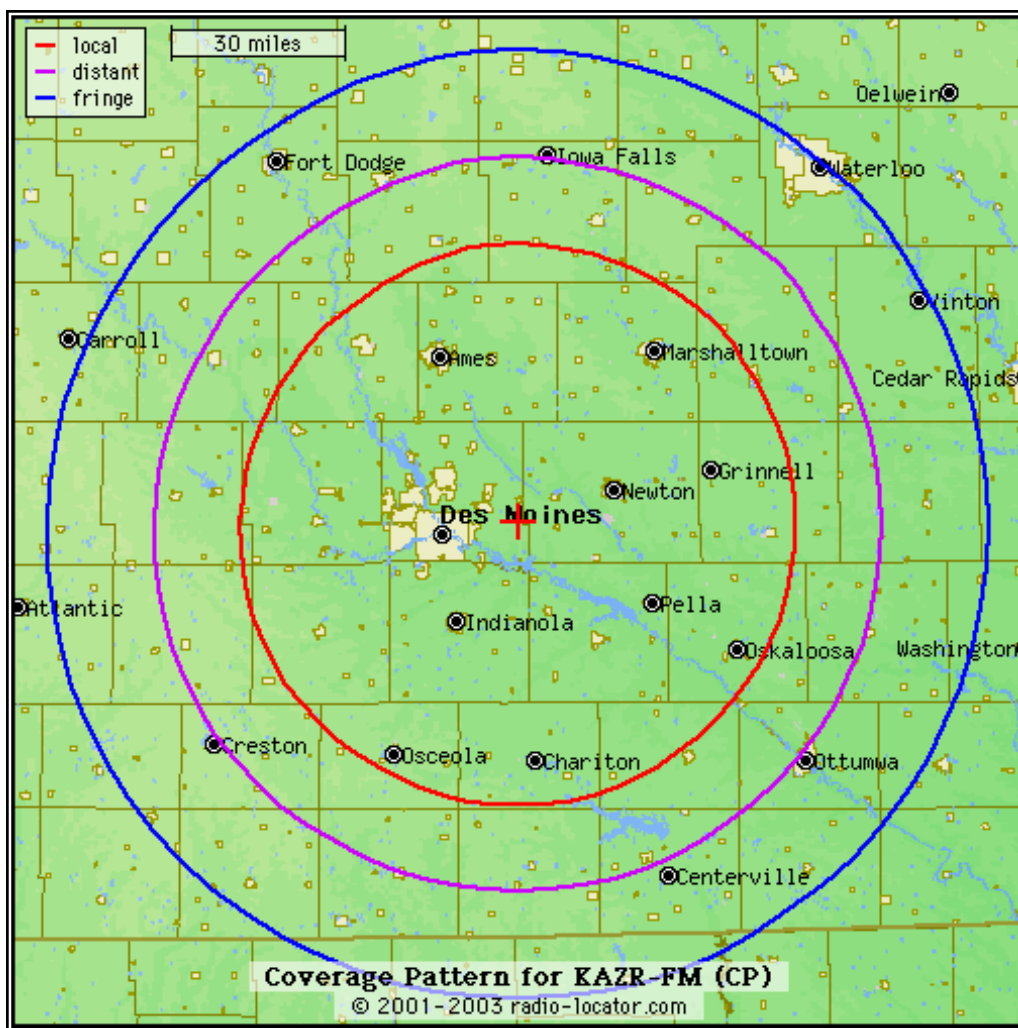 local
30 miles
distant
fringe
Oelwein
Fort Dodge
Iowa Falls
Waterloo
Vinton
Carroll
Ames
Marshalltown
Cedar Rapids
Grinnell
Newton
Des Moines
Atlantic
Pella
Indianola
Oskaloosa
Washington
Creston
Osceola
Chariton
Ottumwa
Centerville
Coverage Pattern for KAZR-FM (CP)
© 2001-2003 radio-locator.com